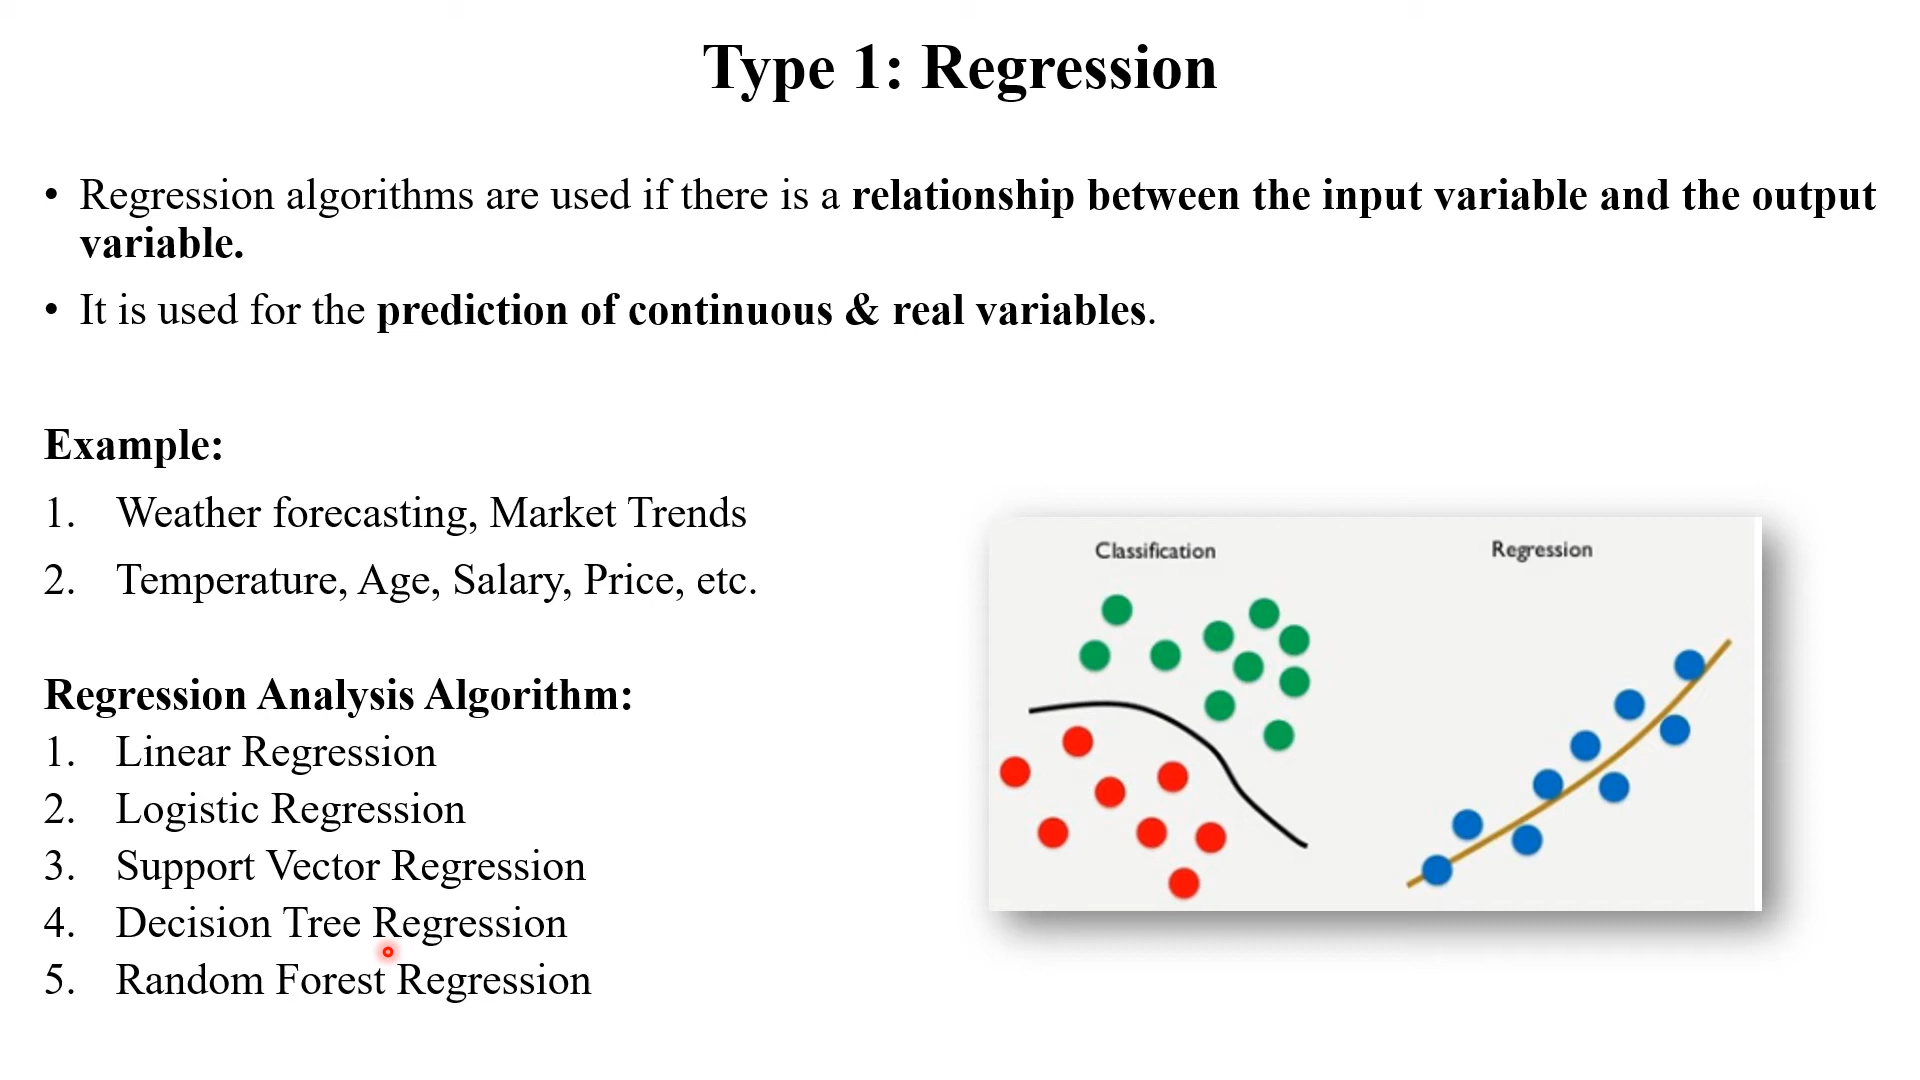 Type 1: Regression
• Regression algorithms are used if there is a relationship between the input variable and the output
variable.
• It is used for the prediction of continuous & real variables.
Example:
1. Weather forecasting, Market Trends
2. Temperature, Age, Salary, Price, etc.
Regression Analysis Algorithm:
1. Linear Regression
2. Logistic Regression
3. Support Vector Regression
4. Decision Tree Regression
5. Random Forest Regression
Classification
Regression